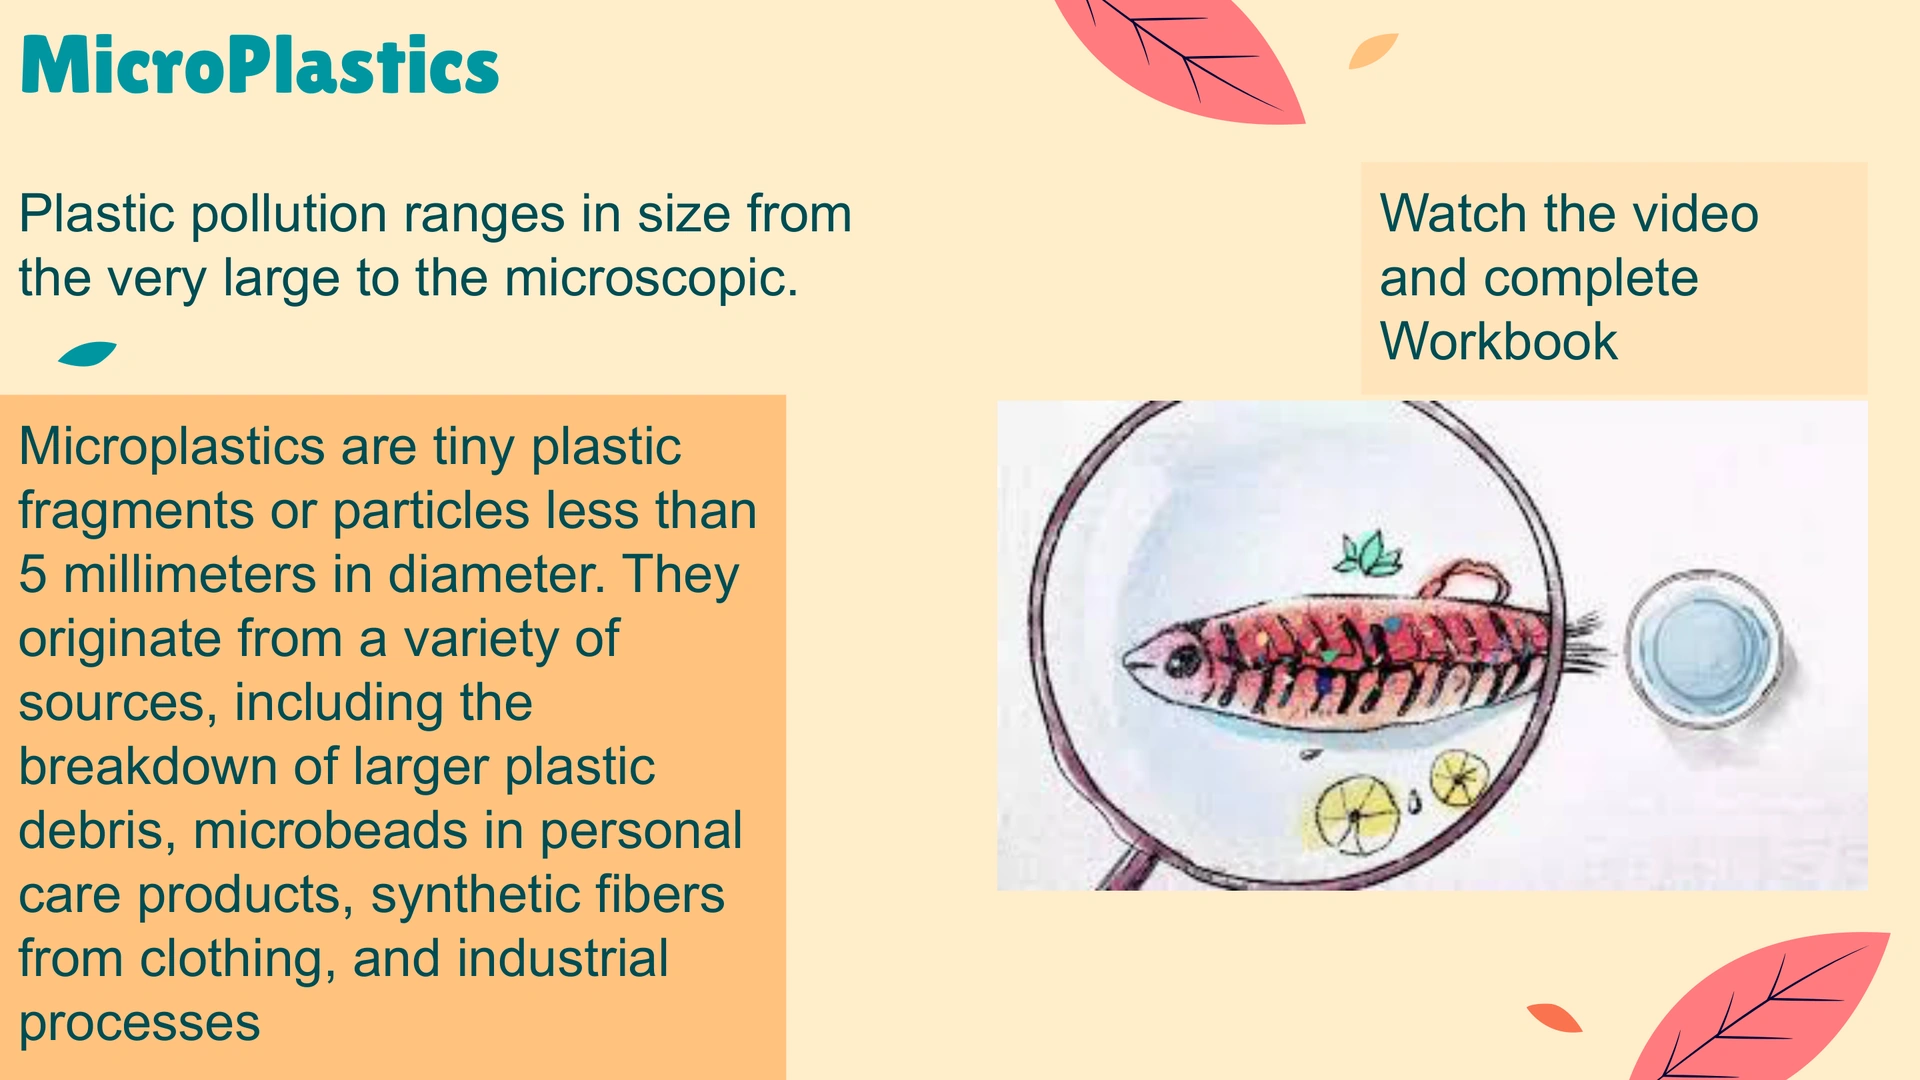 MicroPlastics
Plastic pollution ranges in size from
the very large to the microscopic.
Watch the video
and complete
Workbook
Microplastics are tiny plastic
fragments or particles less than
5 millimeters in diameter. They
originate from a variety of
sources, including the
breakdown of larger plastic
debris, microbeads in personal
care products, synthetic fibers
from clothing, and industrial
processes